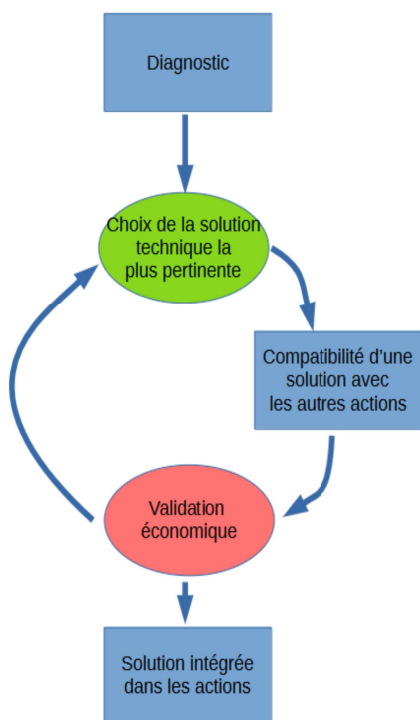 Diagnostic
Choix de la solution
technique la
plus pertinente
Compatibilité d'une
solution avec
les autres actions
Validation
économique
Solution intégrée
dans les actions